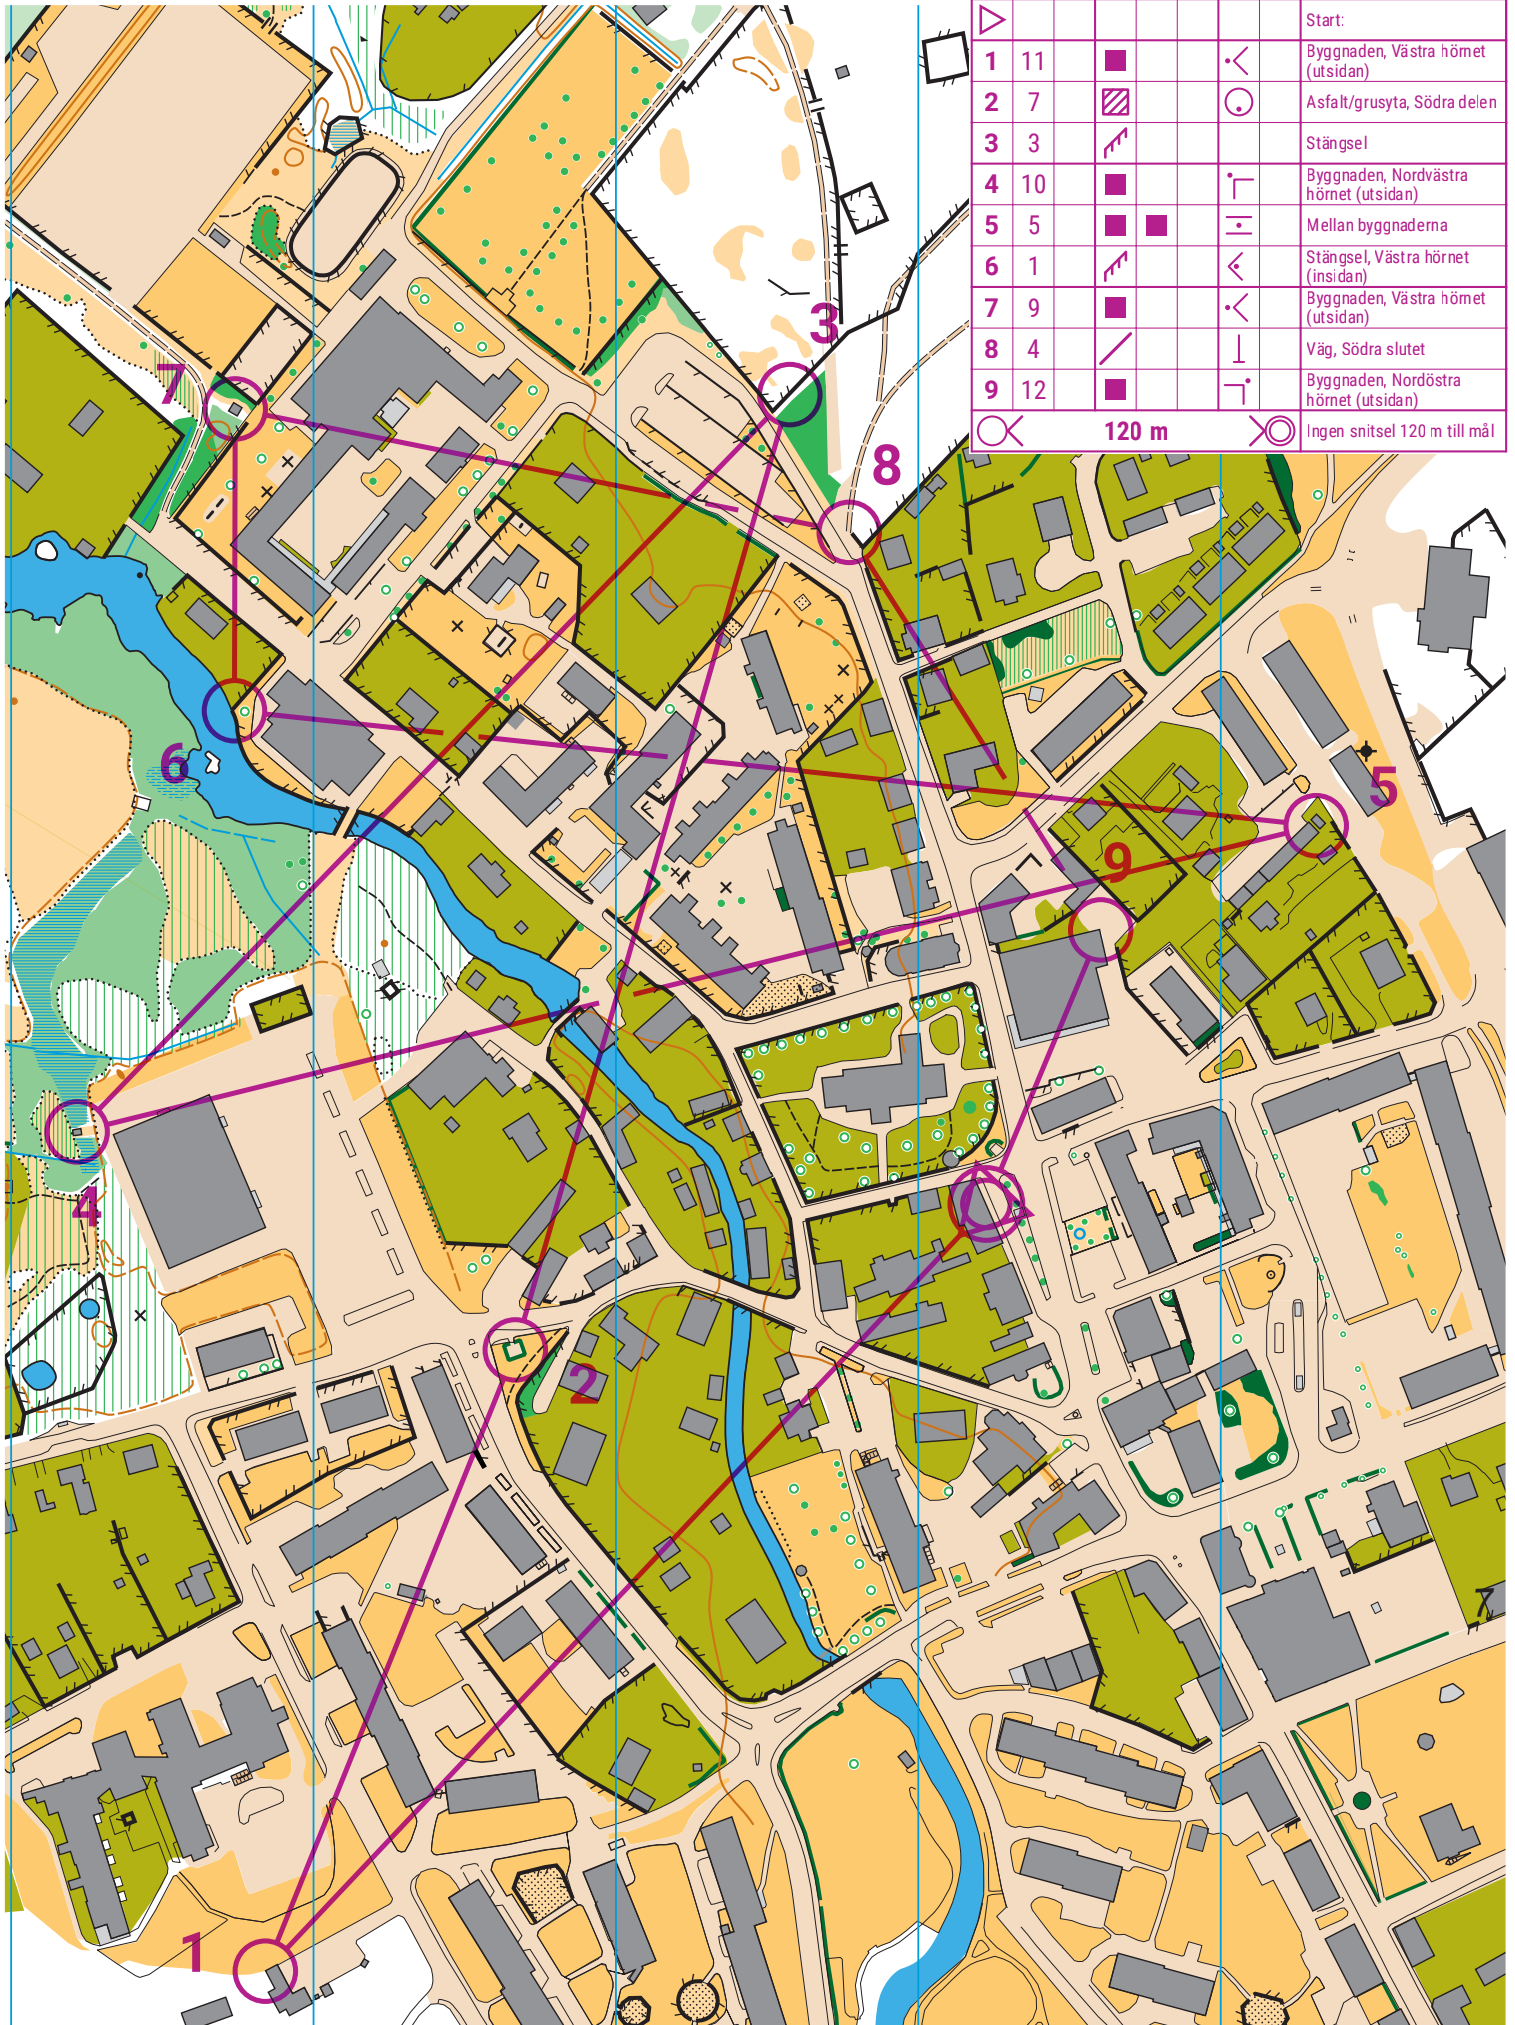 Start:
1 11 Byggnaden, Västra hörnet
(utsidan)
2 7 Asfalt/grusyta, Södra delen
3 3 Stängsel
4 10 Byggnaden, Nordvästra
hörnet (utsidan)
5 5 Mellan byggnaderna
6 1 Stängsel, Västra hörnet
(insidan)
7 9 Byggnaden, Västra hörnet
(utsidan)
8 4 Väg, Södra slutet
9 12 Byggnaden, Nordöstra
hörnet (utsidan)
120 m Ingen snitsel 120 m till mål
3
7
8
6
5
9
4
2
7
1